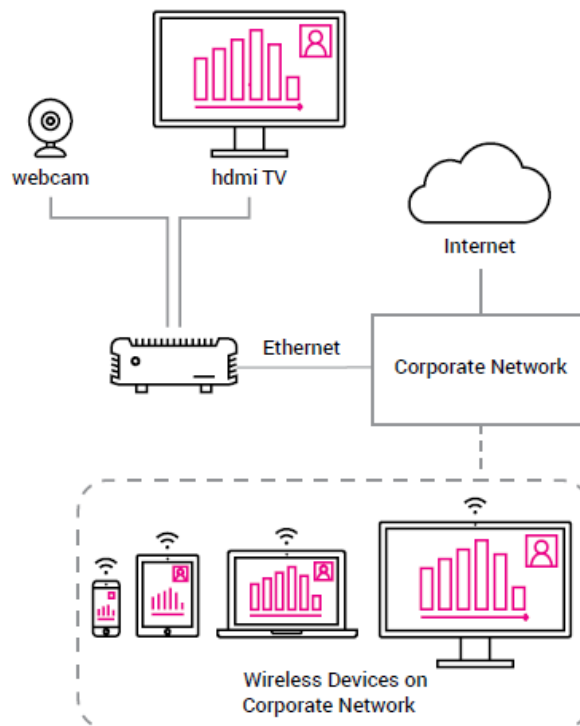 webcam
hdmi TV
Internet
Ethernet
Corporate Network
Wireless Devices on
Corporate Network